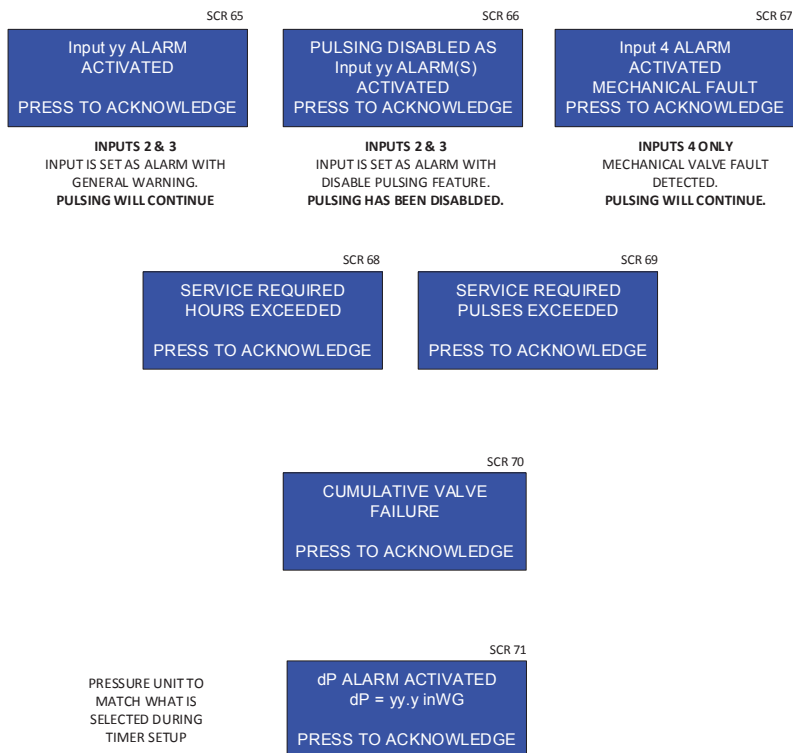 SCR 65
Input yy ALARM
ACTIVATED
PRESS TO ACKNOWLEDGE
INPUTS 2 & 3
INPUT IS SET AS ALARM WITH
GENERAL WARNING.
PULSING WILL CONTINUE
SCR 66
PULSING DISABLED AS
Input yy ALARM(S)
ACTIVATED
PRESS TO ACKNOWLEDGE
INPUTS 2 & 3
INPUT IS SET AS ALARM WITH
DISABLE PULSING FEATURE.
PULSING HAS BEEN DISABLDED.
SCR 67
Input 4 ALARM
ACTIVATED
MECHANICAL FAULT
PRESS TO ACKNOWLEDGE
INPUTS 4 ONLY
MECHANICAL VALVE FAULT
DETECTED.
PULSING WILL CONTINUE.
SCR 68
SERVICE REQUIRED
HOURS EXCEEDED
PRESS TO ACKNOWLEDGE
SCR 69
SERVICE REQUIRED
PULSES EXCEEDED
PRESS TO ACKNOWLEDGE
SCR 70
CUMULATIVE VALVE
FAILURE
PRESS TO ACKNOWLEDGE
PRESSURE UNIT TO
MATCH WHAT IS
SELECTED DURING
TIMER SETUP
SCR 71
dP ALARM ACTIVATED
dP = yy.y inWG
PRESS TO ACKNOWLEDGE